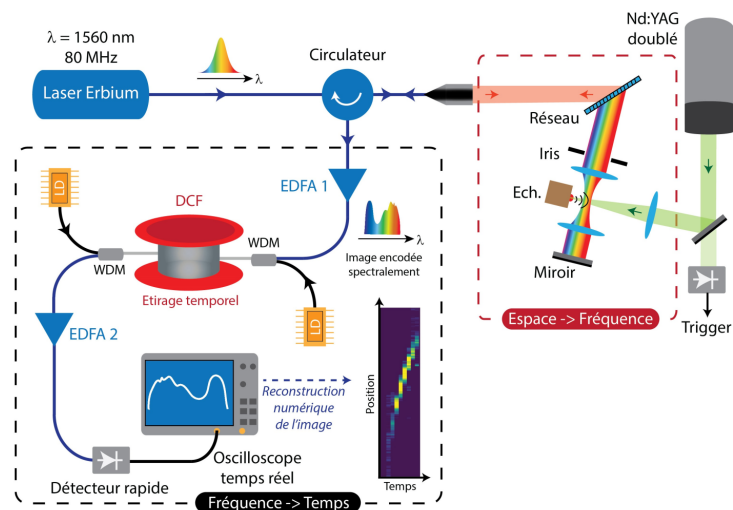 Nd:YAG
doublé
λ = 1560 nm
80 MHz
Circulateur
λ
Laser Erbium
Réseau
Iris
Ech.
Miroir
Espace -> Fréquence
Trigger
EDFA 1
LD
DCF
WDM
WDM
Etirage temporel
λ
Image encodée
spectralement
LD
EDFA 2
Position
Temps
Reconstruction
numérique
de l'image
Oscilloscope
temps réel
Détecteur rapide
Fréquence -> Temps